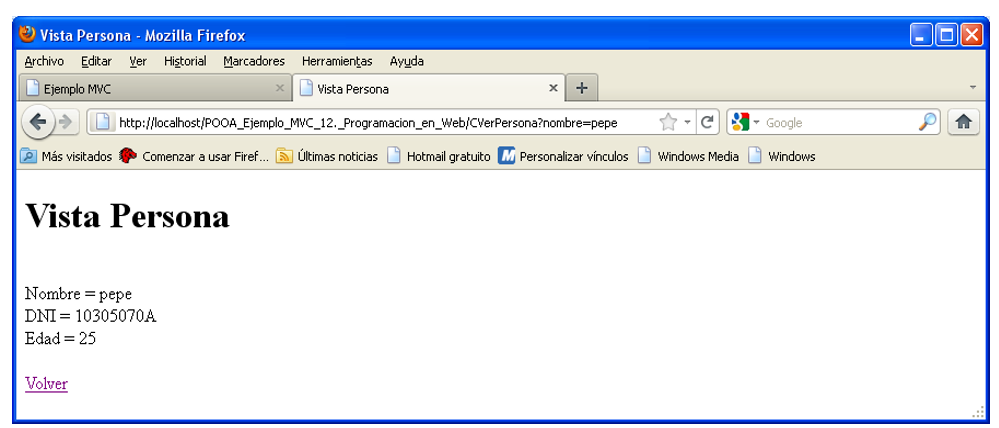 Vista Persona - Mozilla Firefox
Archivo Editar Ver Historial Marcadores Herramientas Ayuda
Ejemplo MVC × Vista Persona × +
http://localhost/POOA_Ejemplo_MVC_12._Programacion_en_Web/CVerPersona?nombre=pepe Google
Más visitados Comenzar a usar Firef... Últimas noticias Hotmail gratuito Personalizar vínculos Windows Media Windows
Vista Persona
Nombre = pepe
DNI = 10305070A
Edad = 25
Volver